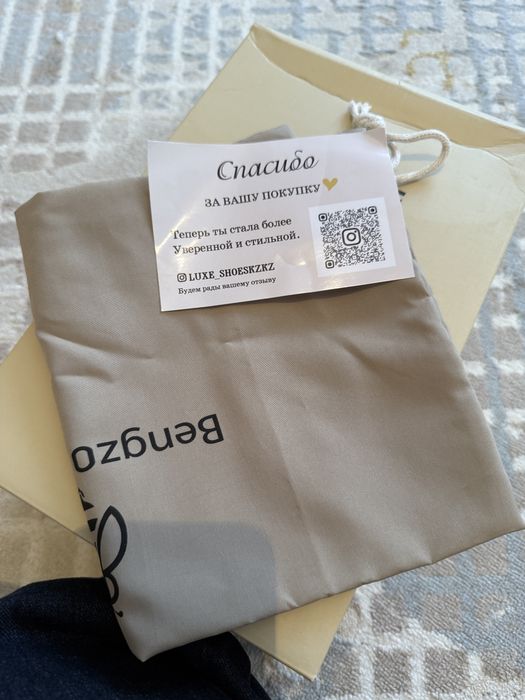 Спасибо
ЗА ВАШУ ПОКУПКУ
Теперь ты стала более
Уверенной и стильной.
LUXE_SHOESKZKZ
Будем рады вашему отзыву
Bengzo